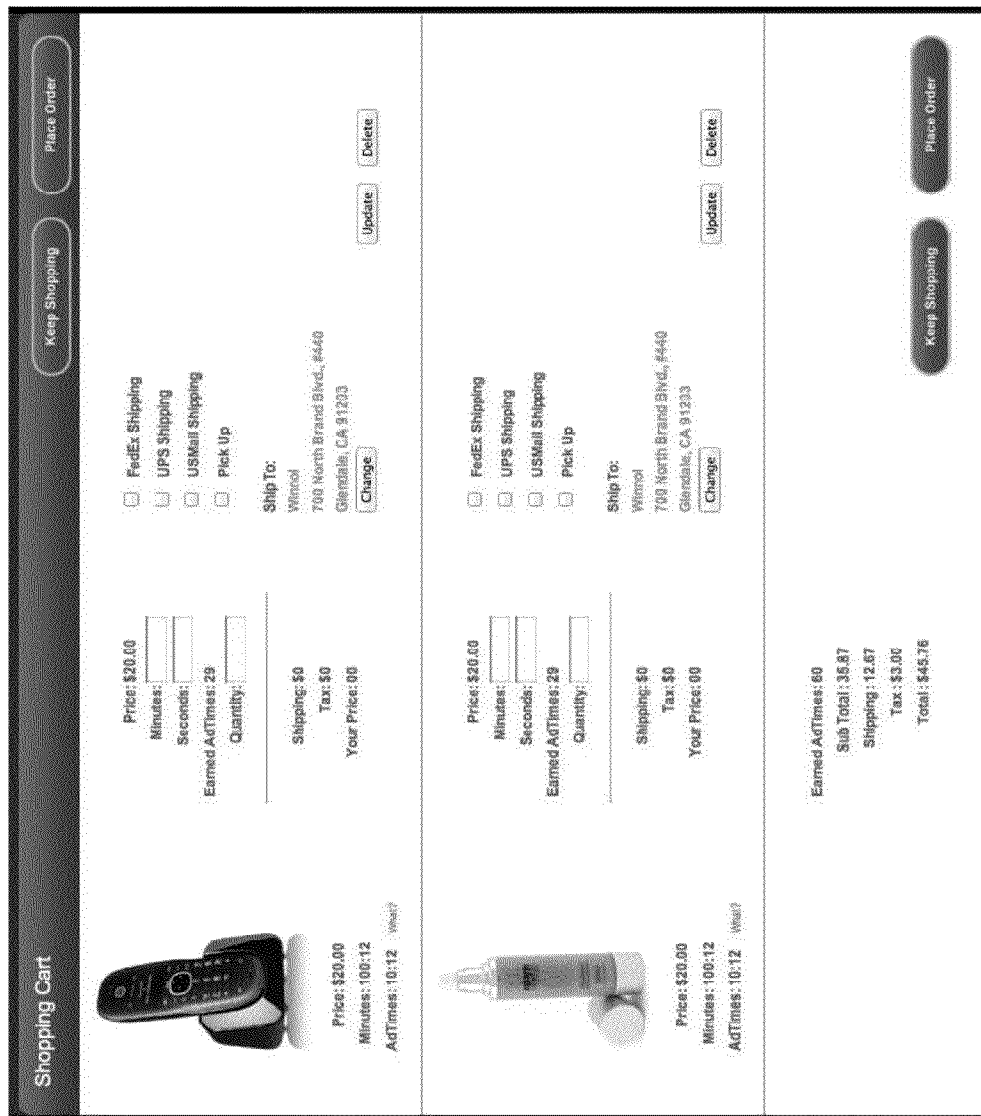 Shopping Cart
Keep Shopping
Place Order
Price: $20.00
Minutes: 100:12
AdTimes: 10:12 What?
Price: $20.00
Minutes:
Seconds:
Earned AdTimes: 29
Quantity:
Shipping: $0
Tax: $0
Your Price: 00
FedEx Shipping
UPS Shipping
USMail Shipping
Pick Up
Ship To:
700 North Brand Blvd., #440
Glendale, CA 91203
Change
Update
Delete
Price: $20.00
Minutes: 100:12
AdTimes: 10:12 What?
Price: $20.00
Minutes:
Seconds:
Earned AdTimes: 29
Quantity:
Shipping: $0
Tax: $0
Your Price: 00
FedEx Shipping
UPS Shipping
USMail Shipping
Pick Up
Ship To:
700 North Brand Blvd., #440
Glendale, CA 91203
Change
Update
Delete
Earned AdTimes: 60
Sub Total : 35.87
Shipping : 12.67
Tax : $3.00
Total : $45.76
Keep Shopping
Place Order